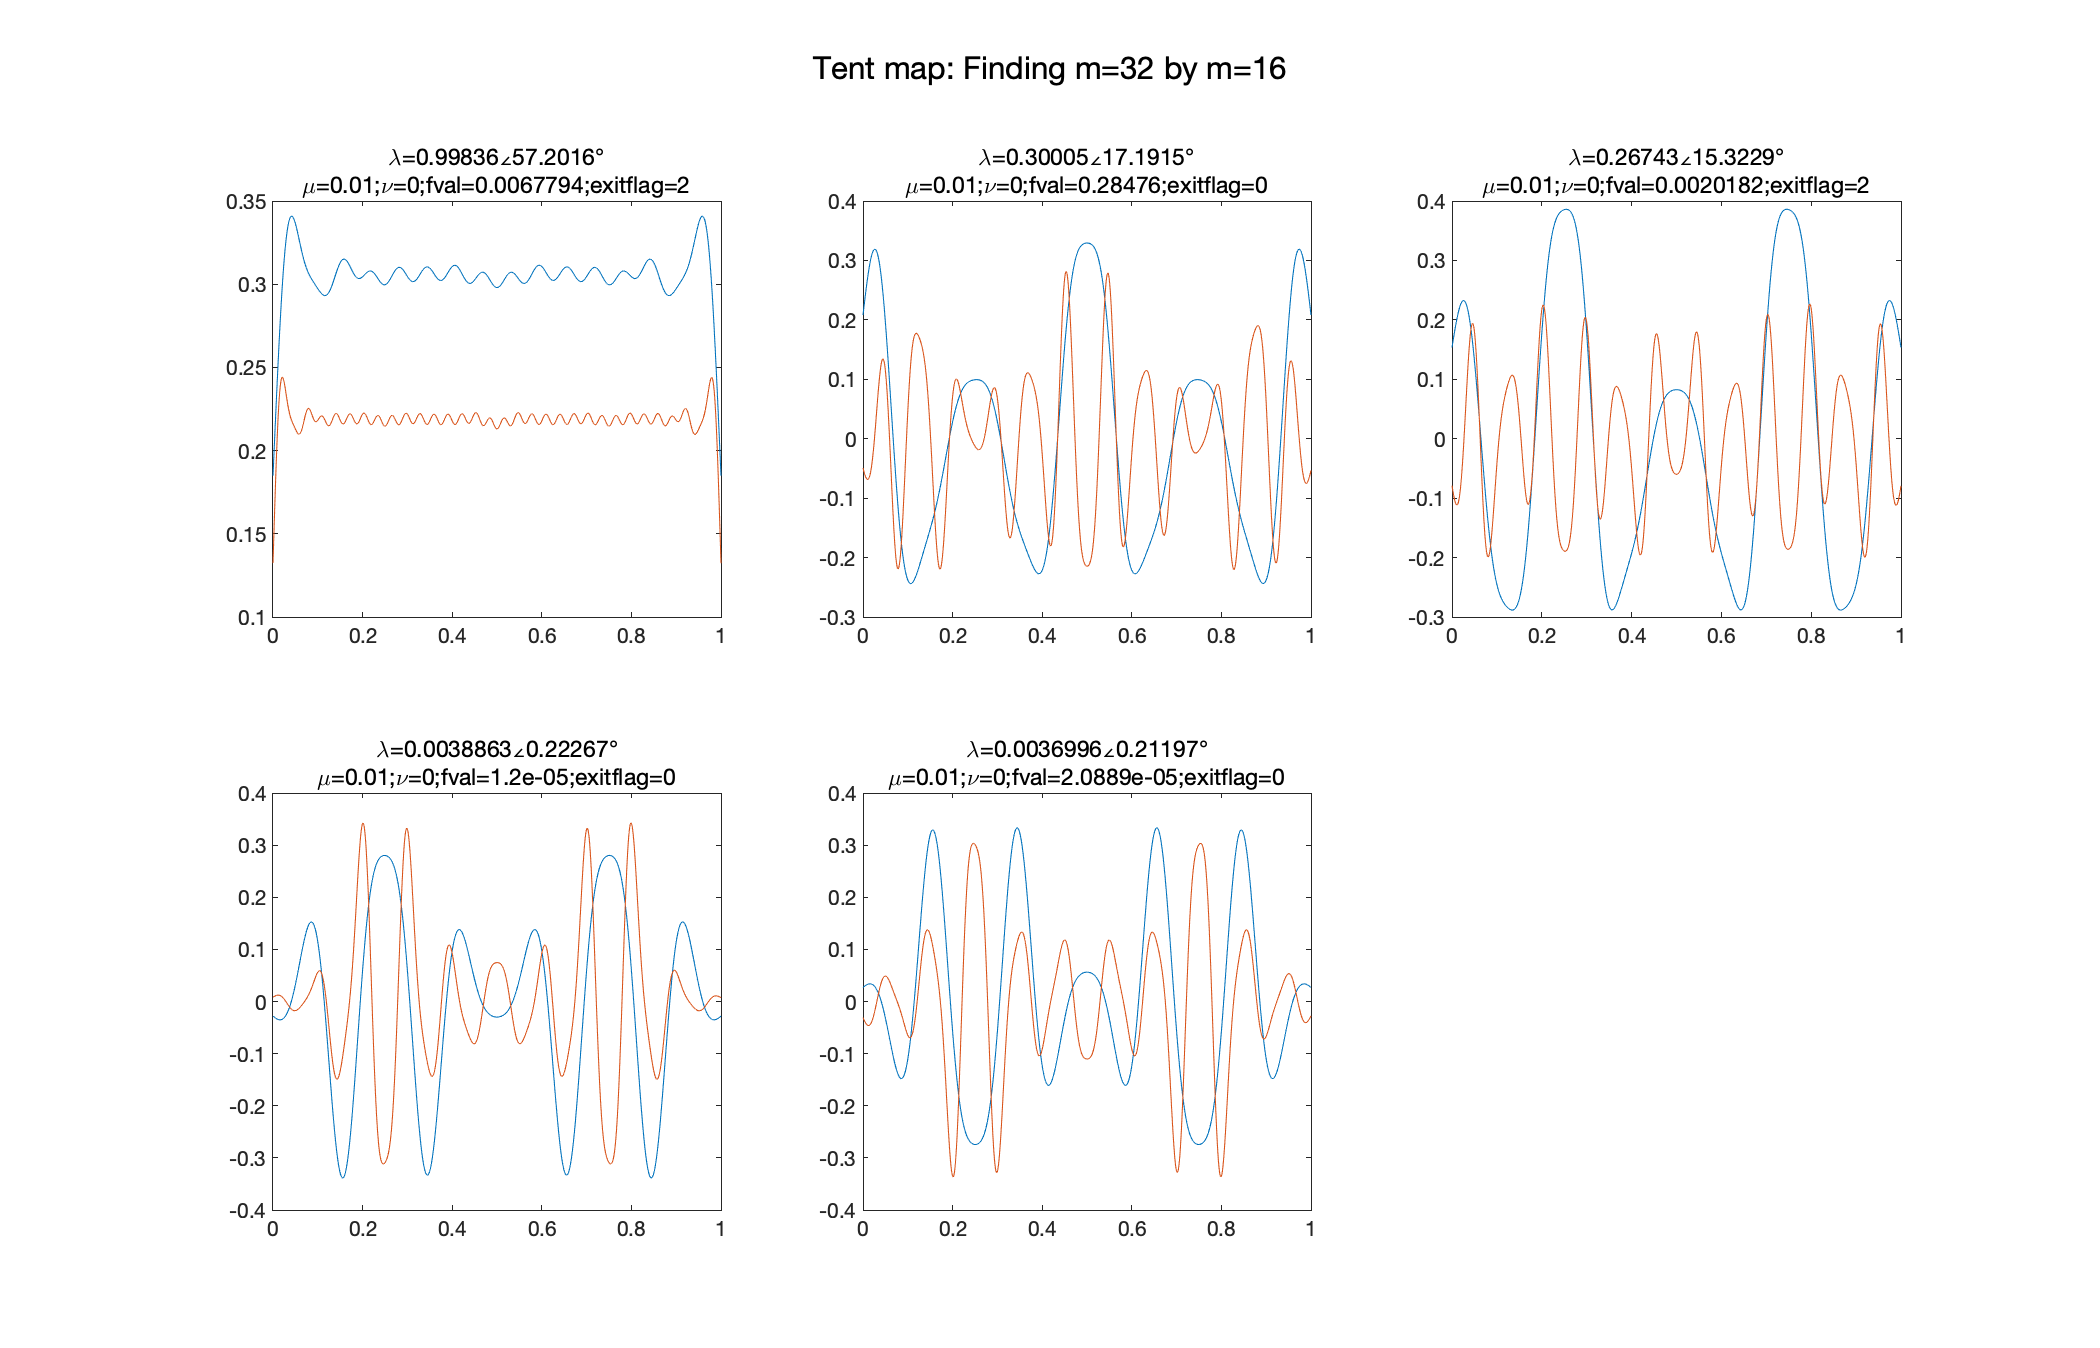 Tent map: Finding m=32 by m=16
λ=0.99836∠57.2016°
μ=0.01;ν=0;fval=0.0067794;exitflag=2
0.35
0.3
0.25
0.2
0.15
0.1
0 0.2 0.4 0.6 0.8 1
λ=0.30005∠17.1915°
μ=0.01;ν=0;fval=0.28476;exitflag=0
0.4
0.3
0.2
0.1
0
-0.1
-0.2
-0.3
0 0.2 0.4 0.6 0.8 1
λ=0.26743∠15.3229°
μ=0.01;ν=0;fval=0.0020182;exitflag=2
0.4
0.3
0.2
0.1
0
-0.1
-0.2
-0.3
0 0.2 0.4 0.6 0.8 1
λ=0.0038863∠0.22267°
μ=0.01;ν=0;fval=1.2e-05;exitflag=0
0.4
0.3
0.2
0.1
0
-0.1
-0.2
-0.3
-0.4
0 0.2 0.4 0.6 0.8 1
λ=0.0036996∠0.21197°
μ=0.01;ν=0;fval=2.0889e-05;exitflag=0
0.4
0.3
0.2
0.1
0
-0.1
-0.2
-0.3
-0.4
0 0.2 0.4 0.6 0.8 1